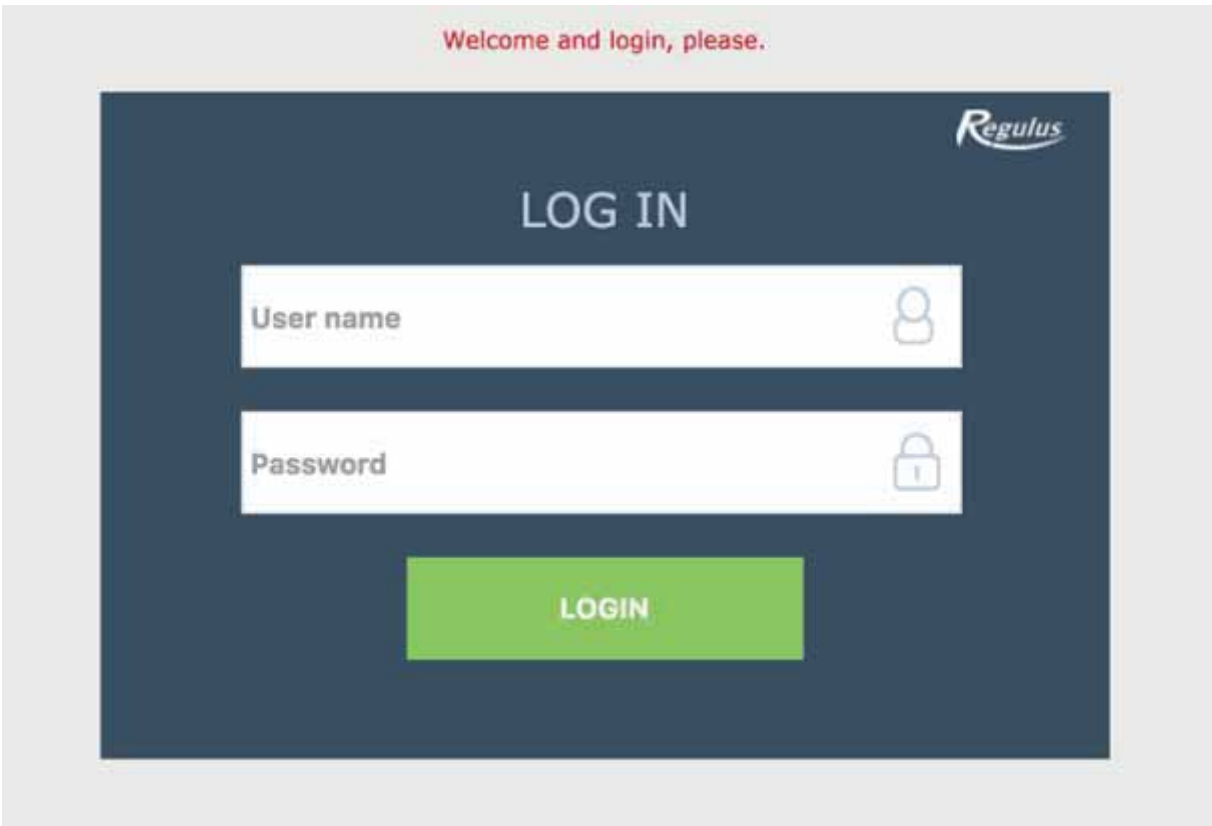 Welcome and login, please.
Regulus
LOG IN
User name
Password
LOGIN